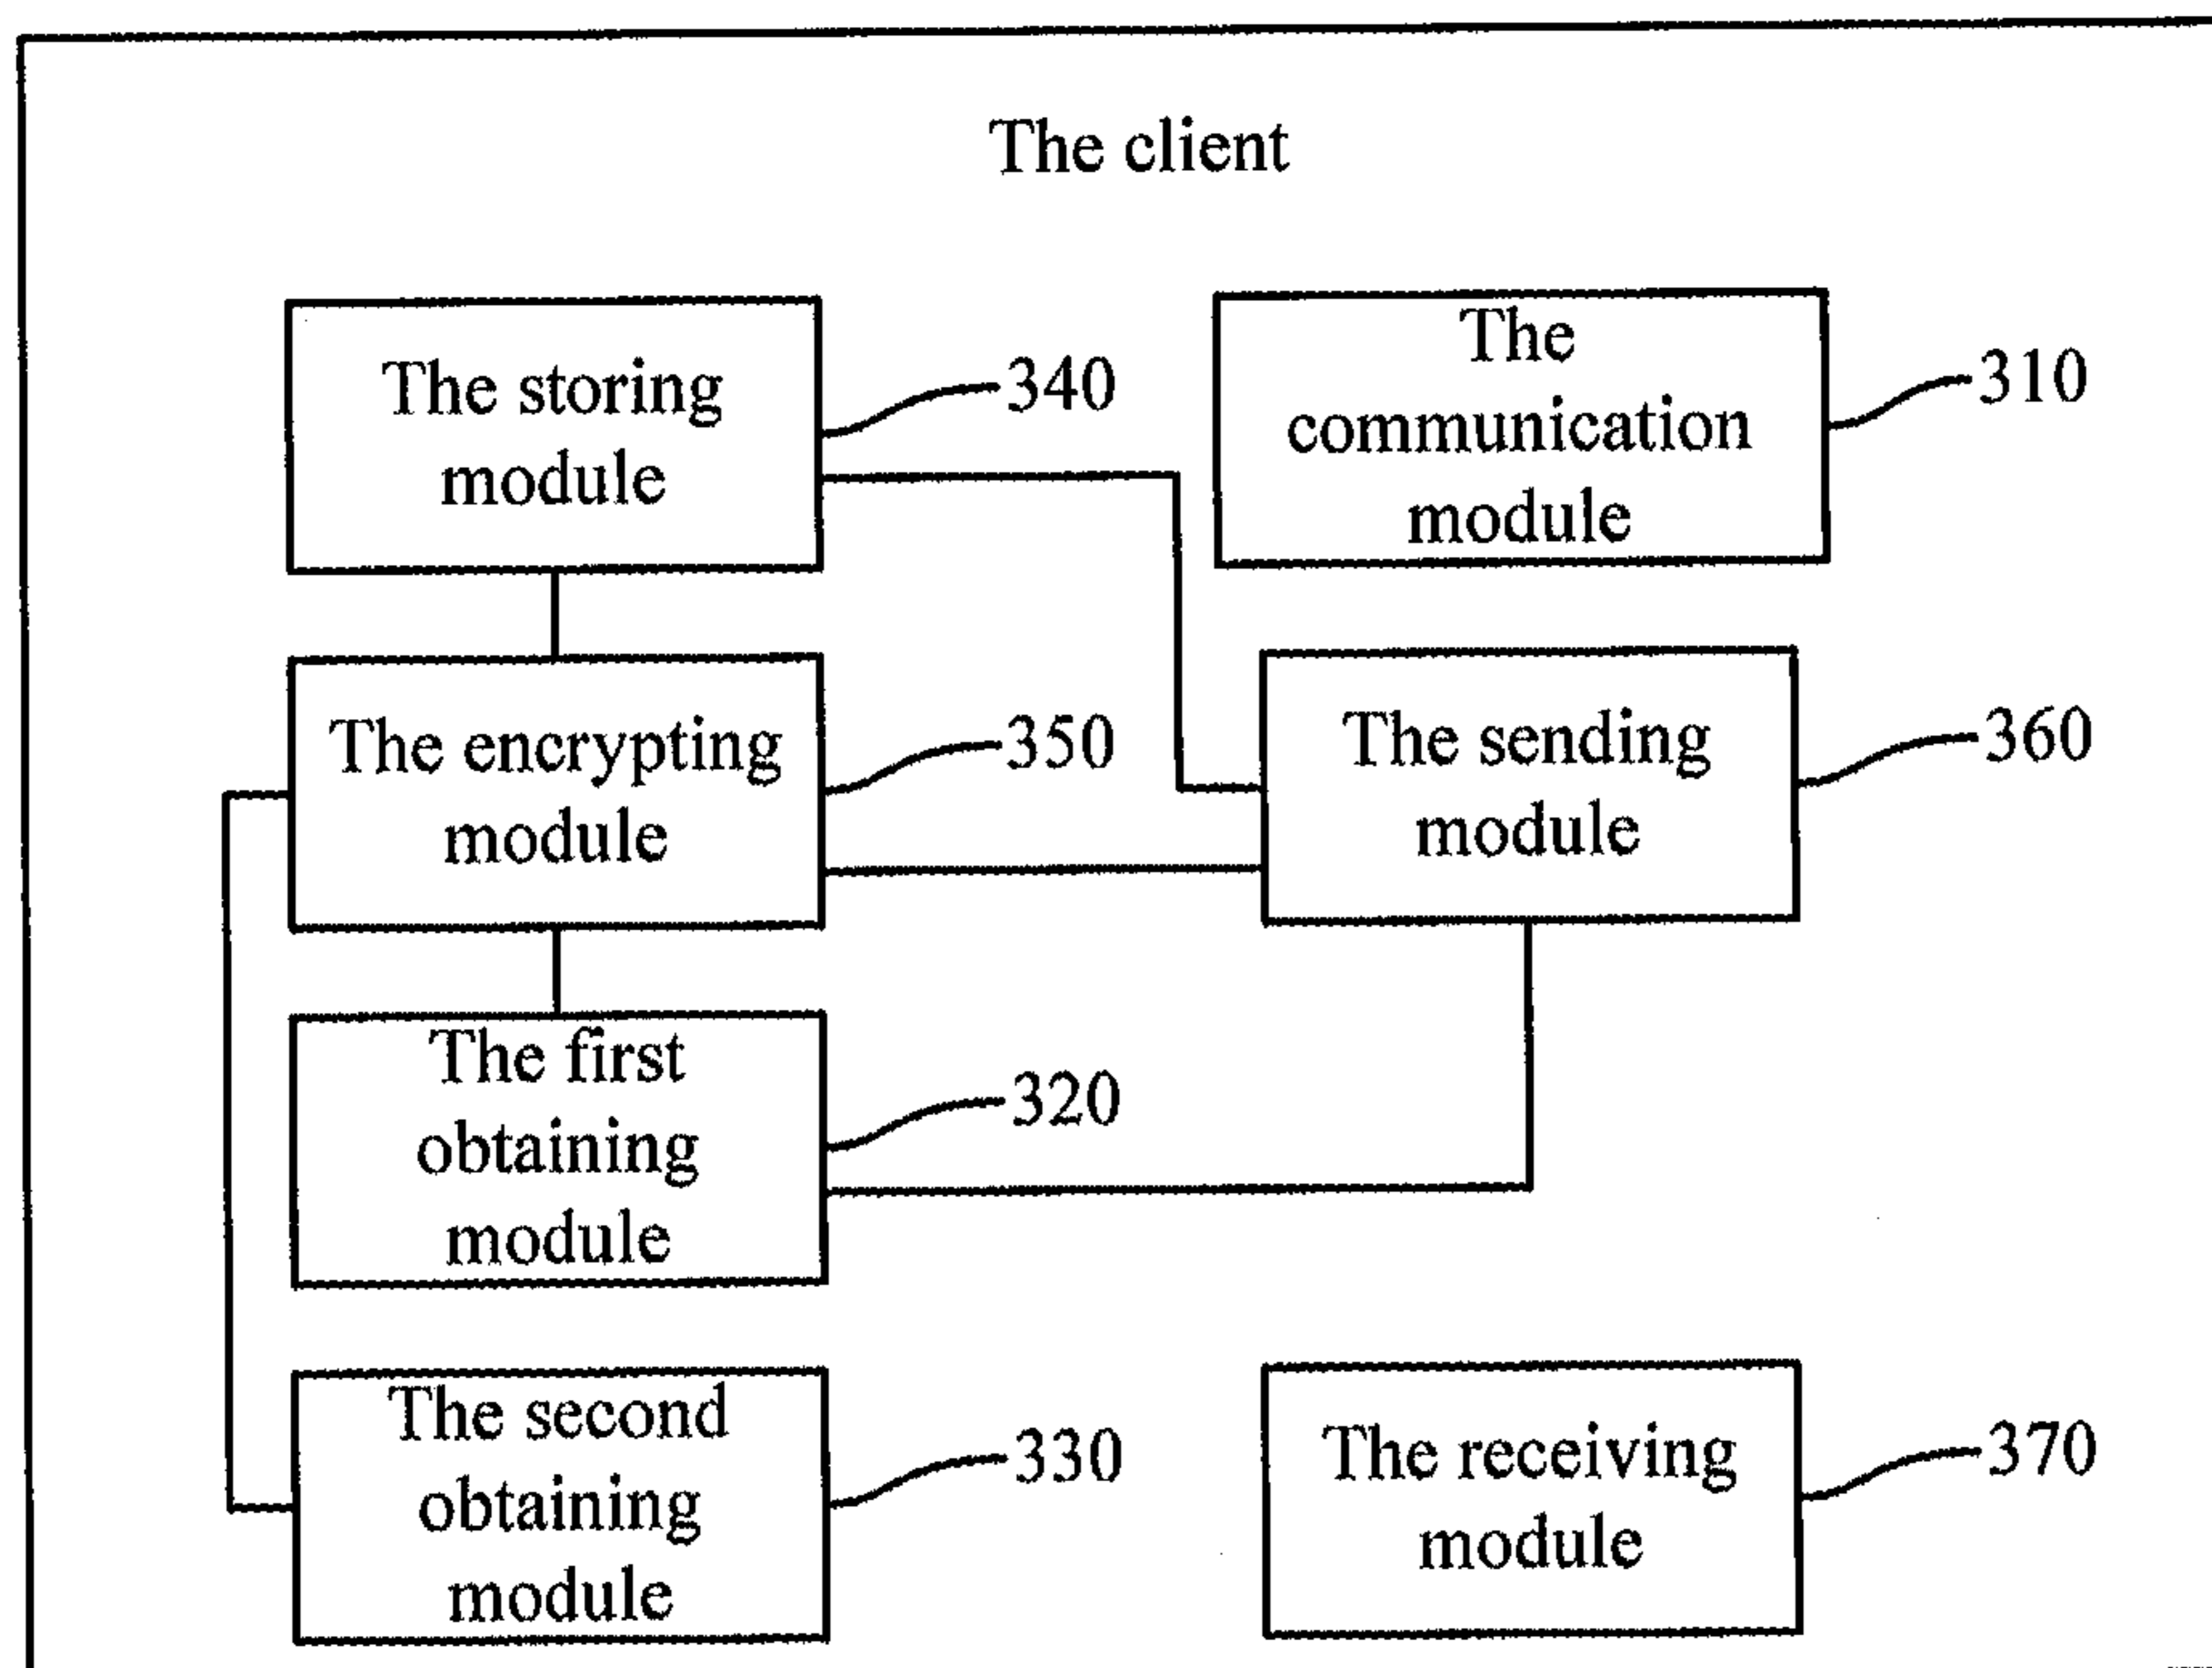 The client
The storing
module
340
The
communication
module
310
The encrypting
module
350
The sending
module
360
The first
obtaining
module
320
The second
obtaining
module
330
The receiving
module
370